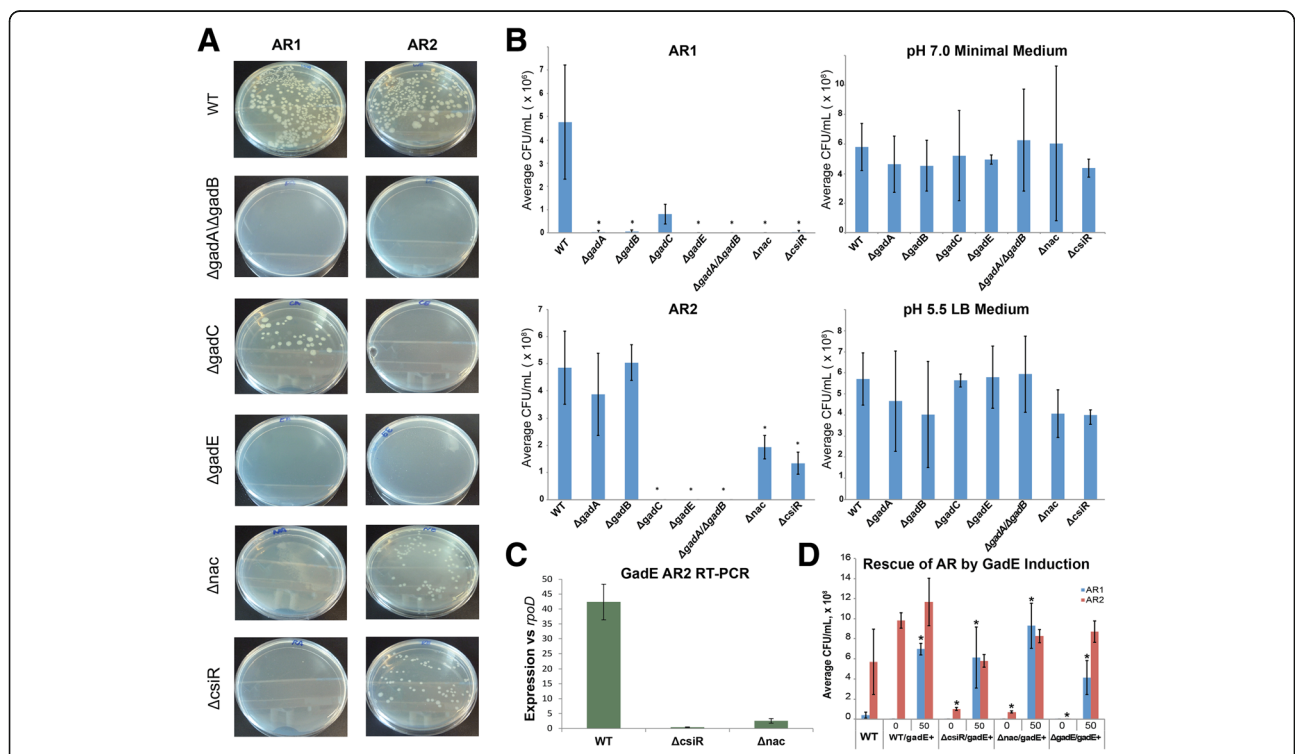 A
AR1
AR2
WT
ΔgadA\ΔgadB
ΔgadC
ΔgadE
Δnac
ΔcsiR
B
AR1
Average CFU/mL ( x 10⁶)
7
6
5
4
3
2
1
0
* * * * * *
WT ΔgadA ΔgadB ΔgadC ΔgadE ΔgadA/ΔgadB Δnac ΔcsiR
pH 7.0 Minimal Medium
Average CFU/mL ( x 10⁸)
10
8
6
4
2
0
WT ΔgadA ΔgadB ΔgadC ΔgadE ΔgadA/ΔgadB Δnac ΔcsiR
AR2
Average CFU/mL ( x 10⁸)
7
6
5
4
3
2
1
0
* * * * *
WT ΔgadA ΔgadB ΔgadC ΔgadE ΔgadA/ΔgadB Δnac ΔcsiR
pH 5.5 LB Medium
Average CFU/mL ( x 10⁸)
8
7
6
5
4
3
2
1
0
WT ΔgadA ΔgadB ΔgadC ΔgadE ΔgadA/ΔgadB Δnac ΔcsiR
C
GadE AR2 RT-PCR
Expression vs rpoD
50
45
40
35
30
25
20
15
10
5
0
WT ΔcsiR Δnac
D
Rescue of AR by GadE Induction
AR1
AR2
Average CFU/mL, x 10⁸
16
14
12
10
8
6
4
2
0
* * * * * * *
0 50 0 50 0 50 0 50
WT WT/gadE+ ΔcsiR/gadE+ Δnac/gadE+ ΔgadE/gadE+